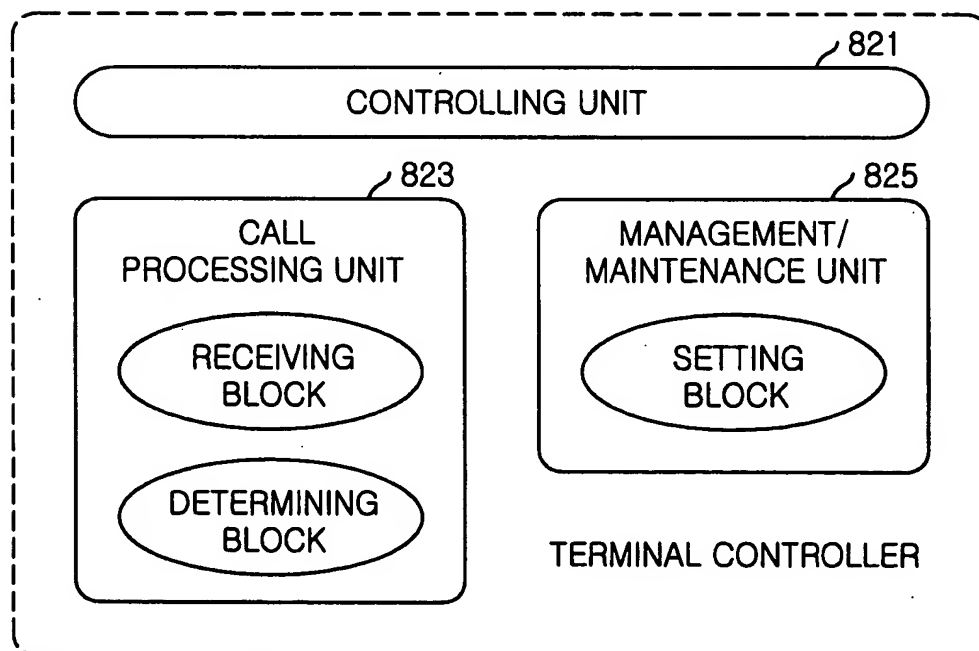 821
CONTROLLING UNIT
823
CALL
PROCESSING UNIT
RECEIVING
BLOCK
DETERMINING
BLOCK
825
MANAGEMENT/
MAINTENANCE UNIT
SETTING
BLOCK
TERMINAL CONTROLLER